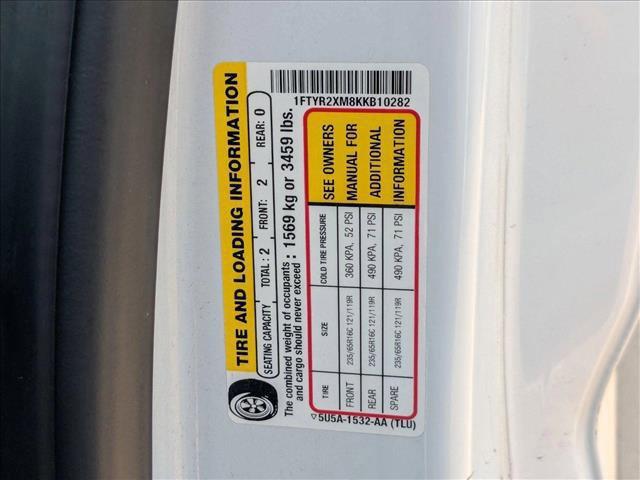 1FTYR2XM8KKB10282
TIRE AND LOADING INFORMATION
SEATING CAPACITY TOTAL: 2 FRONT: 2 REAR: 0
The combined weight of occupants
and cargo should never exceed : 1569 kg or 3459 lbs.
TIRE SIZE COLD TIRE PRESSURE SEE OWNERS
FRONT 235/65R16C 121/119R 360 KPA, 52 PSI MANUAL FOR
REAR 235/65R16C 121/119R 490 KPA, 71 PSI ADDITIONAL
SPARE 235/65R16C 121/119R 490 KPA, 71 PSI INFORMATION
▽5U5A-1532-AA (TLU)